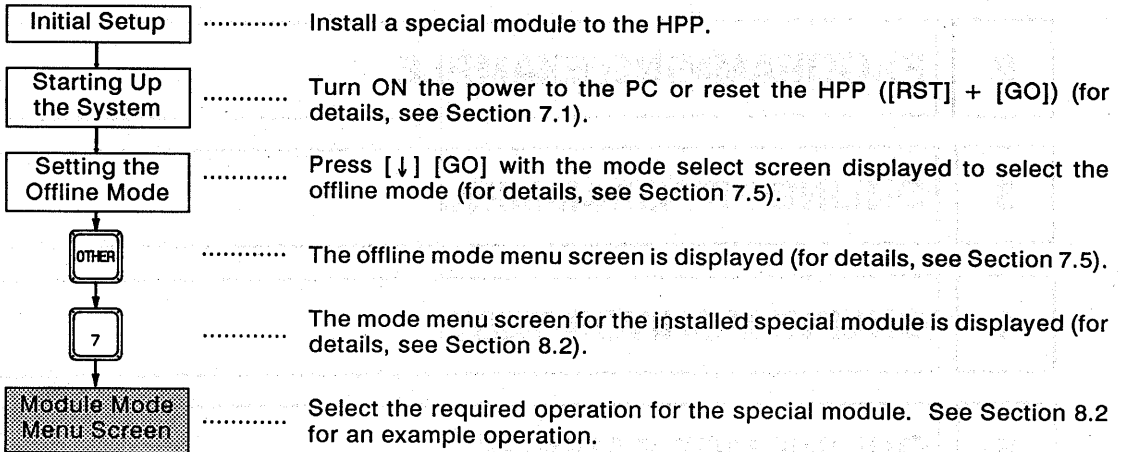 Initial Setup ............ Install a special module to the HPP.
Starting Up
the System ............ Turn ON the power to the PC or reset the HPP ([RST] + [GO]) (for
details, see Section 7.1).
Setting the
Offline Mode ............ Press [↓] [GO] with the mode select screen displayed to select the
offline mode (for details, see Section 7.5).
OTHER ............ The offline mode menu screen is displayed (for details, see Section 7.5).
7 ............ The mode menu screen for the installed special module is displayed (for
details, see Section 8.2).
Module Mode
Menu Screen ............ Select the required operation for the special module. See Section 8.2
for an example operation.